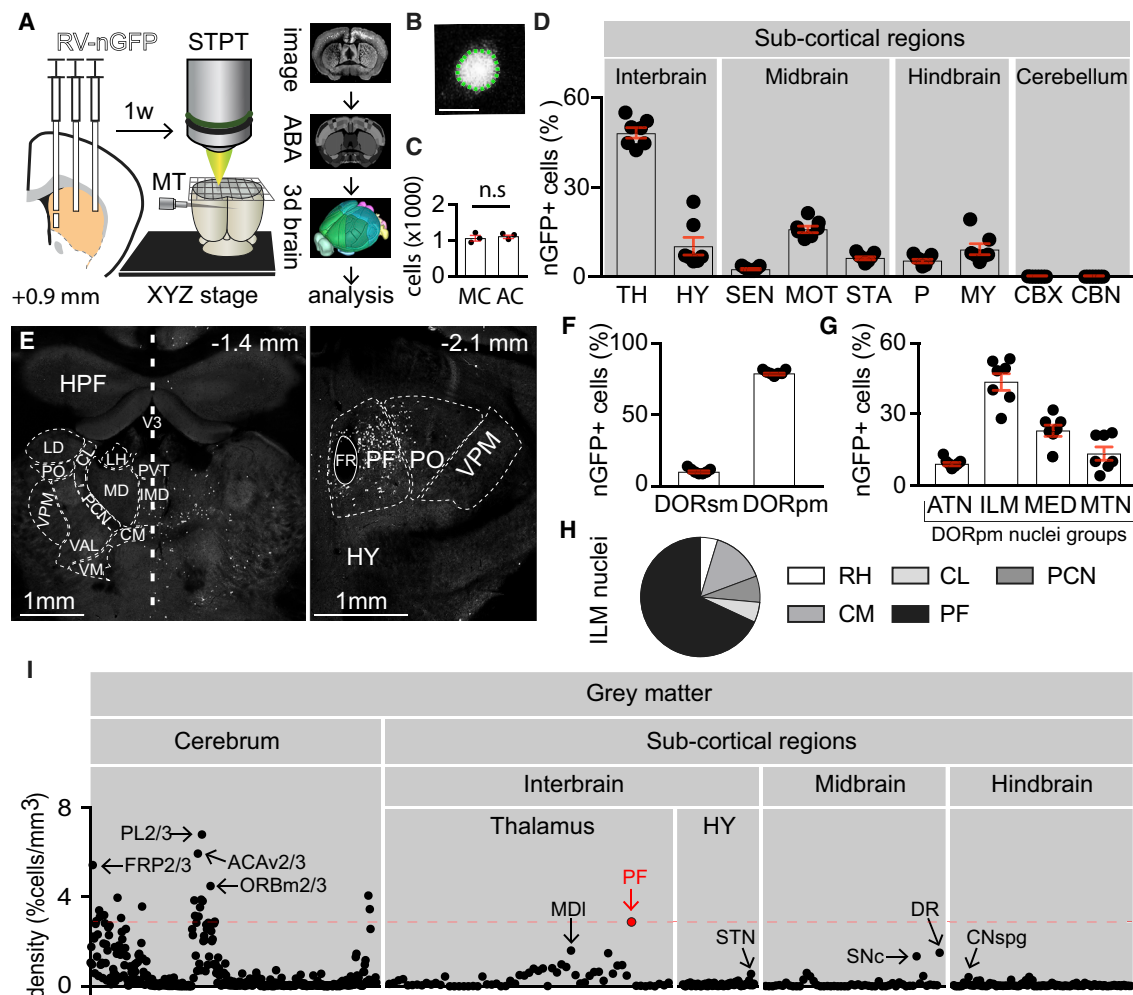 A
RV-nGFP
STPT
1w
MT
+0.9 mm
XYZ stage
image
ABA
3d brain
analysis
B
C
n.s
cells (x1000)
2
1
0
MC AC
D
Sub-cortical regions
Interbrain
Midbrain
Hindbrain
Cerebellum
nGFP+ cells (%)
60
30
0
TH HY SEN MOT STA P MY CBX CBN
E
-1.4 mm
HPF
V3
LD
PO
CL
LH
PVT
MD
IMD
VPM
PCN
CM
VAL
VM
1mm
-2.1 mm
FR
PF
PO
VPM
HY
1mm
F
nGFP+ cells (%)
100
50
0
DORsm DORpm
G
nGFP+ cells (%)
60
30
0
ATN ILM MED MTN
DORpm nuclei groups
H
ILM nuclei
RH
CL
PCN
CM
PF
I
Grey matter
Cerebrum
Sub-cortical regions
Interbrain
Midbrain
Hindbrain
Thalamus
HY
density (%cells/mm3)
8
4
0
PL2/3
FRP2/3
ACAv2/3
ORBm2/3
MDl
PF
STN
SNc
DR
CNspg